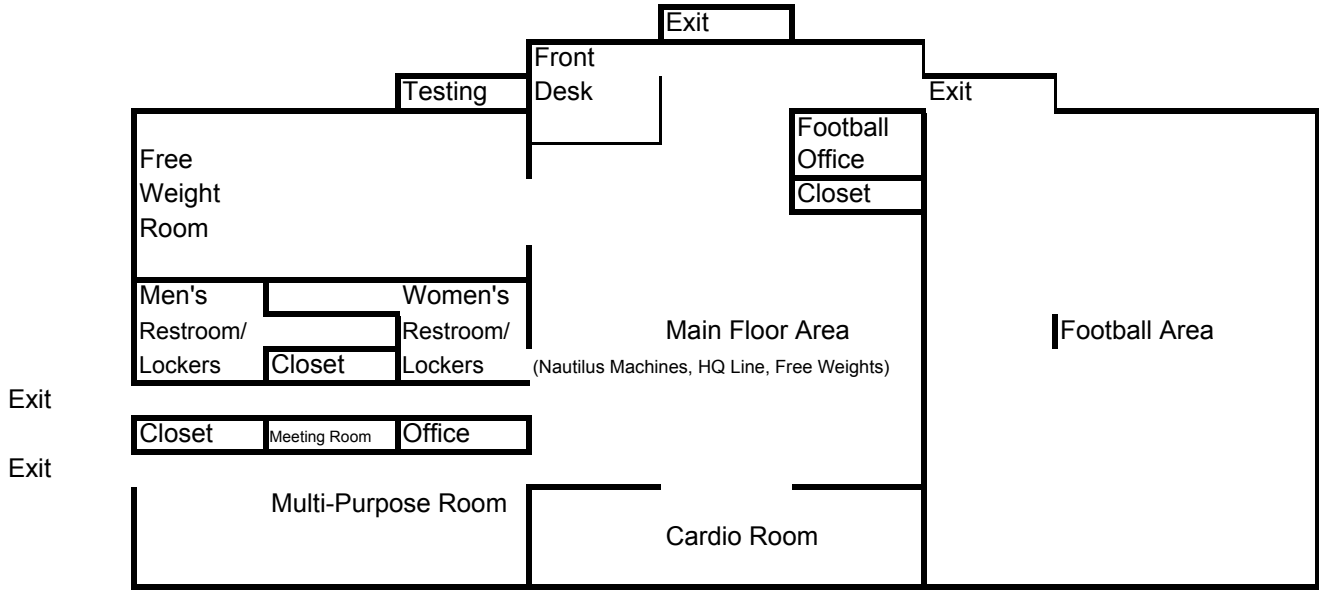 Exit
Front
Desk
Testing
Exit
Football
Office
Closet
Free
Weight
Room
Men's
Restroom/
Lockers
Closet
Women's
Restroom/
Lockers
Main Floor Area
(Nautilus Machines, HQ Line, Free Weights)
Football Area
Exit
Closet
Meeting Room
Office
Exit
Multi-Purpose Room
Cardio Room